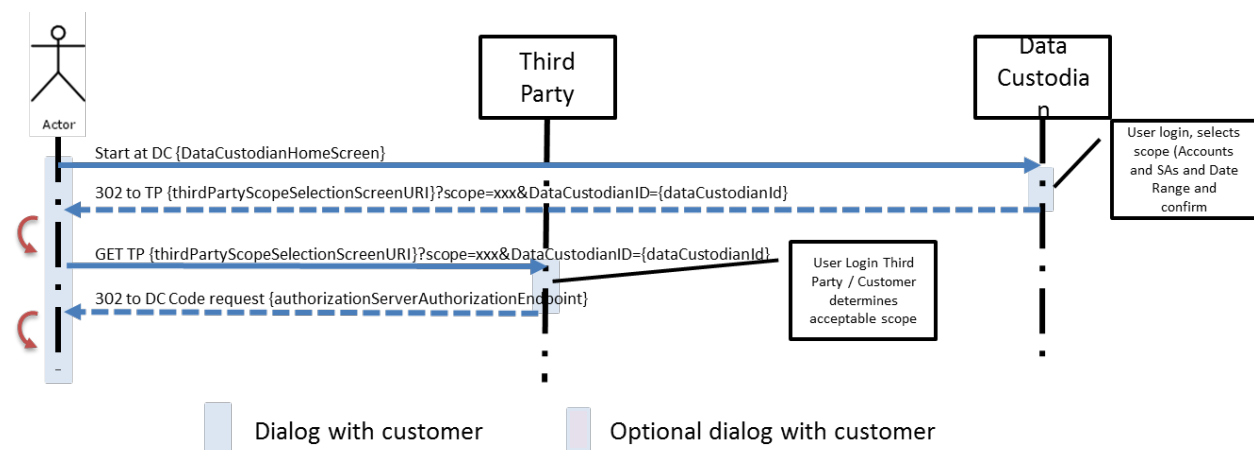 Actor
Third
Party
Data
Custodia
n
User login, selects
scope (Accounts
and SAs and Date
Range and
confirm
Start at DC {DataCustodianHomeScreen}
302 to TP {thirdPartyScopeSelectionScreenURI}?scope=xxx&DataCustodianID={dataCustodianId}
GET TP {thirdPartyScopeSelectionScreenURI}?scope=xxx&DataCustodianID={dataCustodianId}
User Login Third
Party / Customer
determines
acceptable scope
302 to DC Code request {authorizationServerAuthorizationEndpoint}
Dialog with customer
Optional dialog with customer